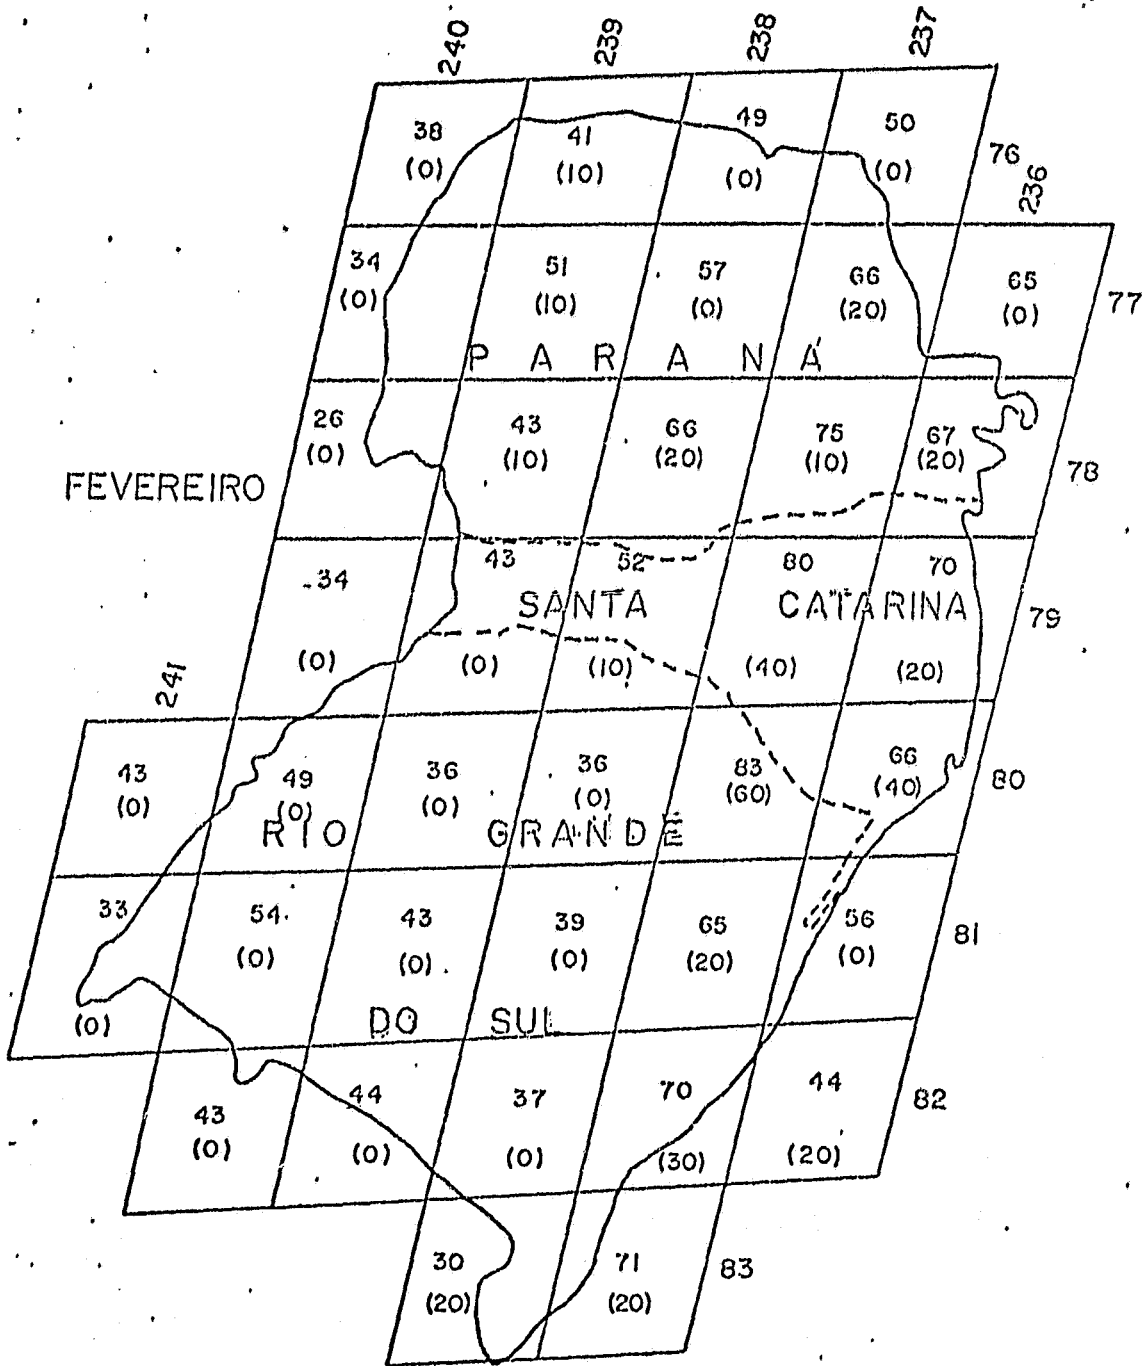 240 239 238 237
38 41 49 50
(0) (10) (0) (0) 76
236
34 51 57 66 65
(0) (10) (0) (20) (0) 77
P A R A N Á
26 43 66 75 67
(0) (10) (20) (10) (20) 78
FEVEREIRO
34 43 52 80 70
SANTA CATARINA 79
(0) (0) (10) (40) (20)
241
43 49 36 36 83 66
(0) (0) (0) (0) (60) (40) 80
RIO GRANDE
33 54 43 39 65 56
(0) (0) (0) (20) (0) 81
(0) DO SUL
43 44 37 70 44
(0) (0) (0) (30) (20) 82
30 71
(20) (20) 83